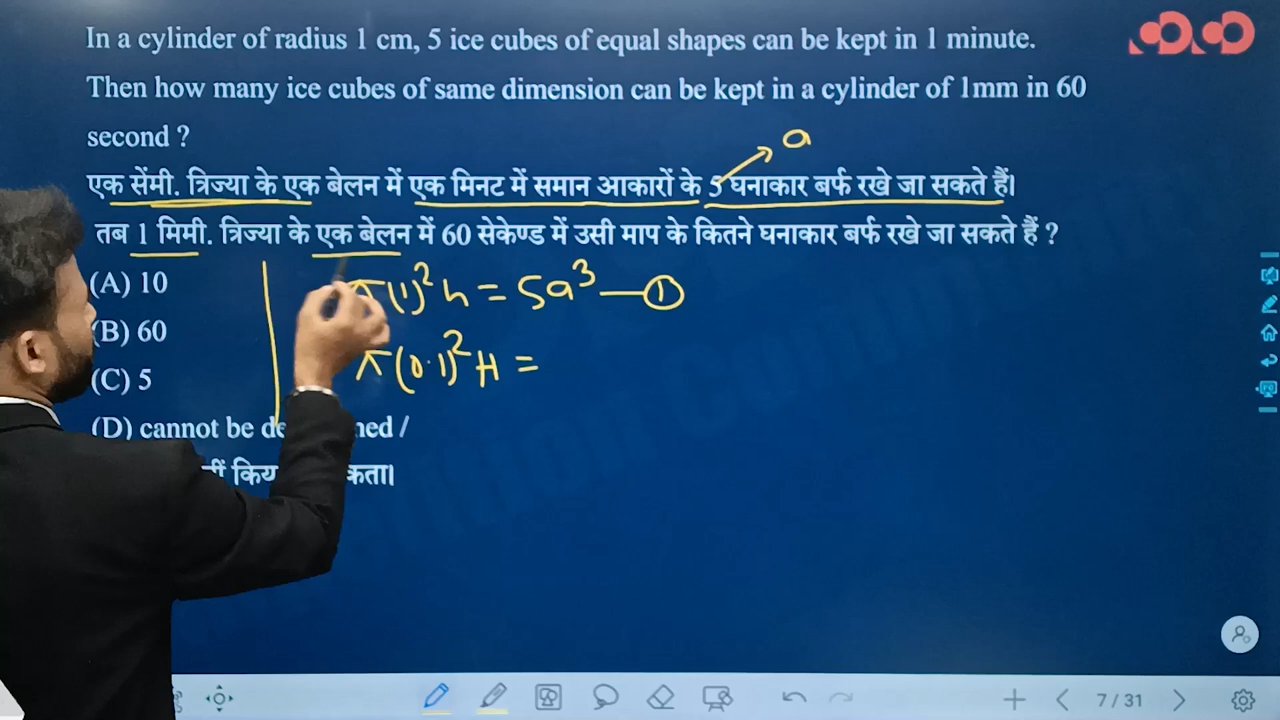 In a cylinder of radius 1 cm, 5 ice cubes of equal shapes can be kept in 1 minute.
Then how many ice cubes of same dimension can be kept in a cylinder of 1mm in 60
second ?
a
एक सेंमी. त्रिज्या के एक बेलन में एक मिनट में समान आकारों के 5 घनाकार बर्फ रखे जा सकते हैं।
तब 1 मिमी. त्रिज्या के एक बेलन में 60 सेकेण्ड में उसी माप के कितने घनाकार बर्फ रखे जा सकते हैं ?
(A) 10
π(1)²h = 5a³ — ①
(B) 60
π(0.1)²H =
(C) 5
(D) cannot be /
7 / 31